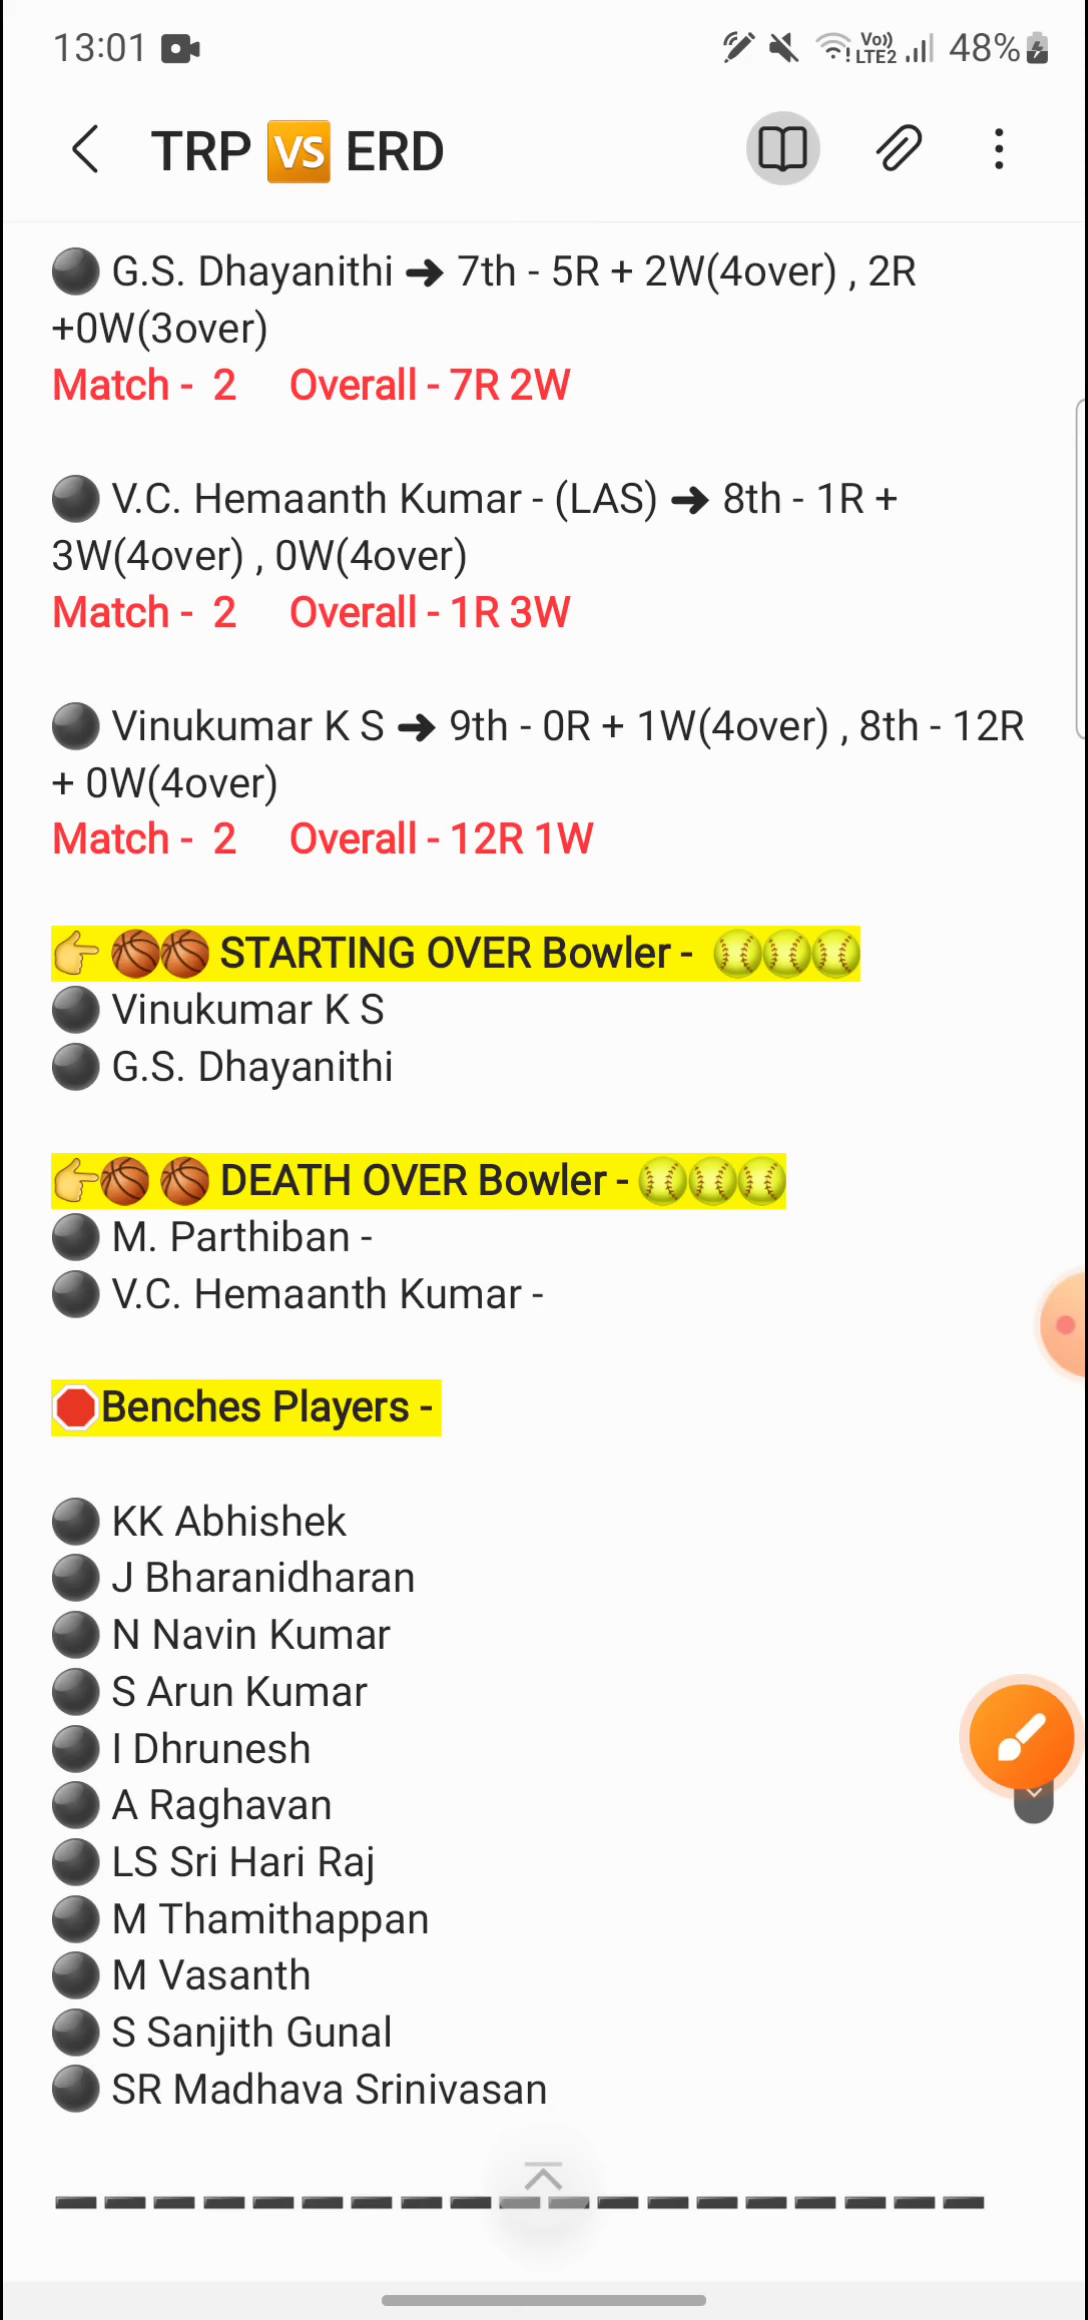 13:01 Vo)) LTE2 48%
TRP VS ERD
G.S. Dhayanithi ➔ 7th - 5R + 2W(4over) , 2R
+0W(3over)
Match - 2 Overall - 7R 2W
V.C. Hemaanth Kumar - (LAS) ➔ 8th - 1R +
3W(4over) , 0W(4over)
Match - 2 Overall - 1R 3W
Vinukumar K S ➔ 9th - 0R + 1W(4over) , 8th - 12R
+ 0W(4over)
Match - 2 Overall - 12R 1W
STARTING OVER Bowler -
Vinukumar K S
G.S. Dhayanithi
DEATH OVER Bowler -
M. Parthiban -
V.C. Hemaanth Kumar -
Benches Players -
KK Abhishek
J Bharanidharan
N Navin Kumar
S Arun Kumar
I Dhrunesh
A Raghavan
LS Sri Hari Raj
M Thamithappan
M Vasanth
S Sanjith Gunal
SR Madhava Srinivasan